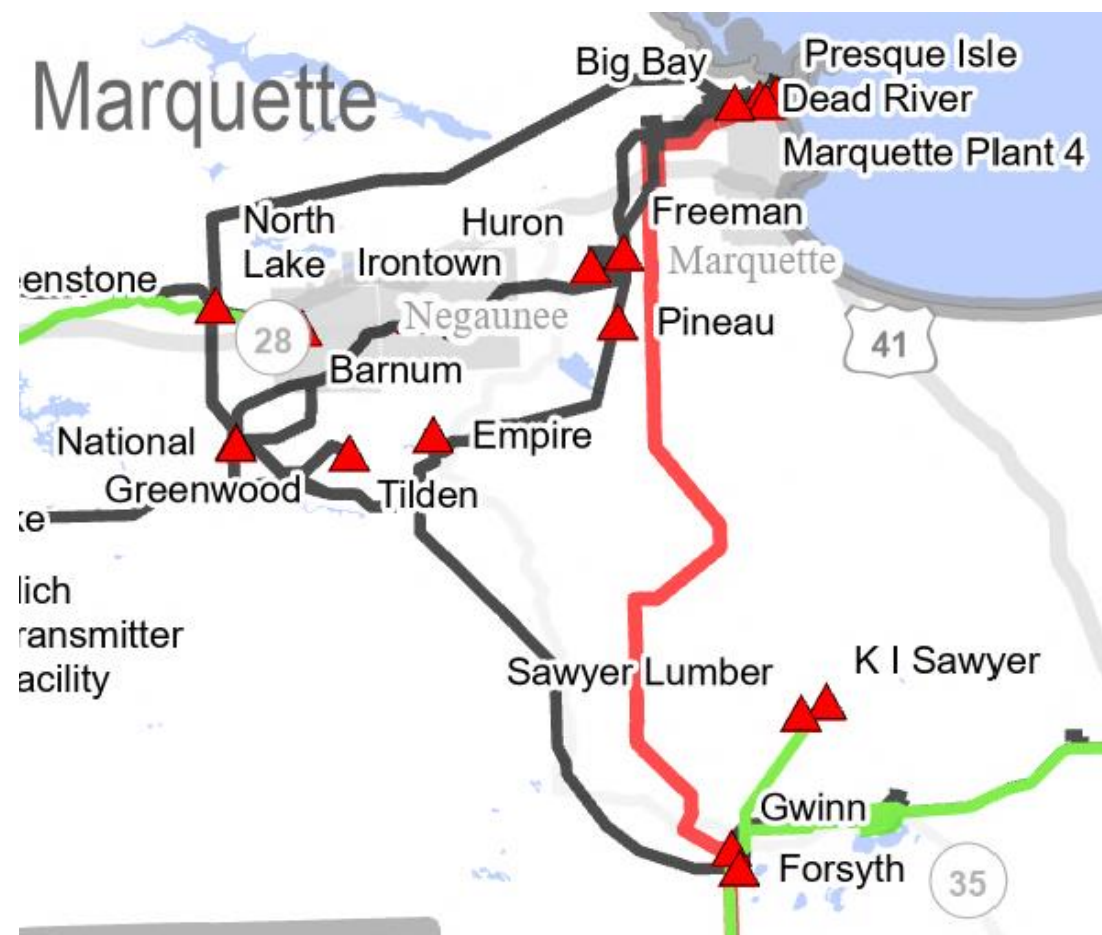 Marquette
Big Bay
Presque Isle
Dead River
Marquette Plant 4
North
Lake
Huron
Freeman
Irontown
Marquette
eenstone
Negaunee
Pineau
28
41
Barnum
National
Empire
Greenwood
Tilden
ke
lich
ransmitter
acility
Sawyer Lumber
K I Sawyer
Gwinn
Forsyth
35